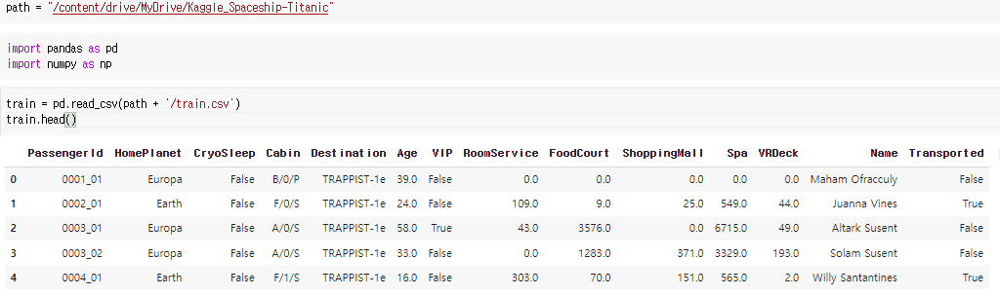 path = "/content/drive/MyDrive/Kaggle_Spaceship-Titanic"
import pandas as pd
import numpy as np
train = pd.read_csv(path + '/train.csv')
train.head()
PassengerId HomePlanet CryoSleep Cabin Destination Age VIP RoomService FoodCourt ShoppingMall Spa VRDeck Name Transported
0 0001_01 Europa False B/0/P TRAPPIST-1e 39.0 False 0.0 0.0 0.0 0.0 0.0 Maham Ofracculy False
1 0002_01 Earth False F/0/S TRAPPIST-1e 24.0 False 109.0 9.0 25.0 549.0 44.0 Juanna Vines True
2 0003_01 Europa False A/0/S TRAPPIST-1e 58.0 True 43.0 3576.0 0.0 6715.0 49.0 Altark Susent False
3 0003_02 Europa False A/0/S TRAPPIST-1e 33.0 False 0.0 1283.0 371.0 3329.0 193.0 Solam Susent False
4 0004_01 Earth False F/1/S TRAPPIST-1e 16.0 False 303.0 70.0 151.0 565.0 2.0 Willy Santantines True